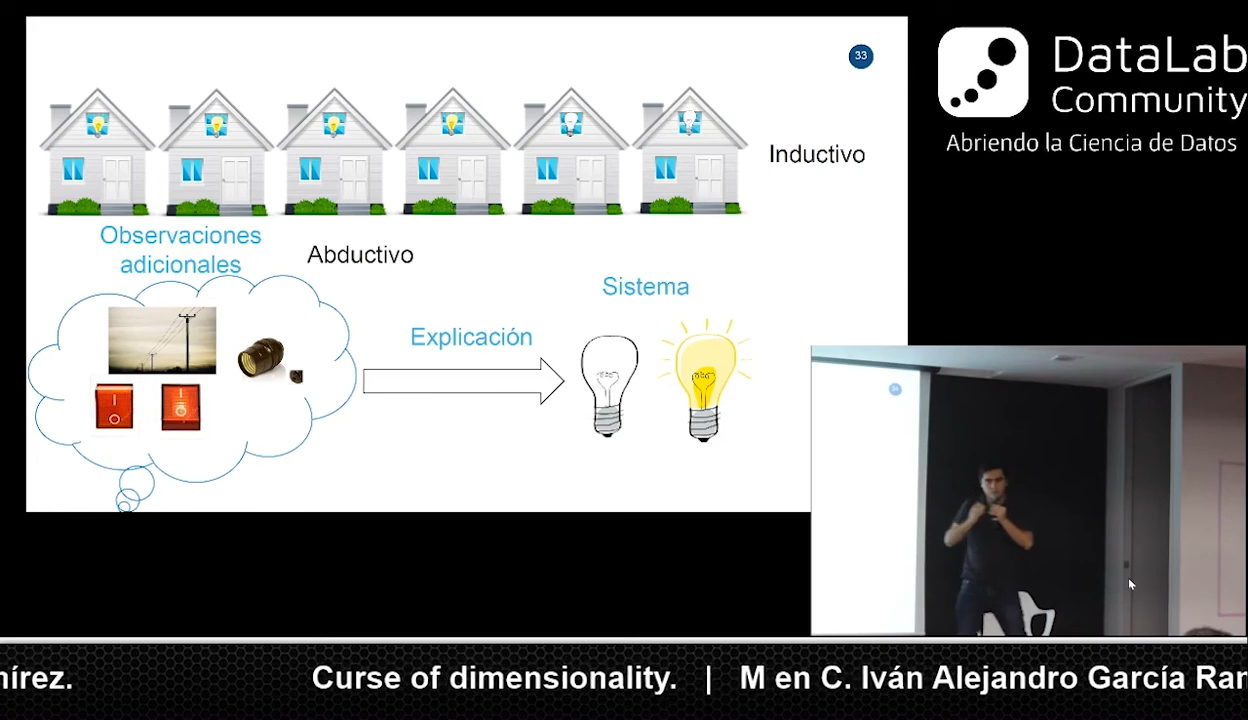 33
DataLab
Community
Abriendo la Ciencia de Datos
Inductivo
Observaciones
adicionales
Abductivo
Sistema
Explicación
mírez.
Curse of dimensionality. | M en C. Iván Alejandro García Ram